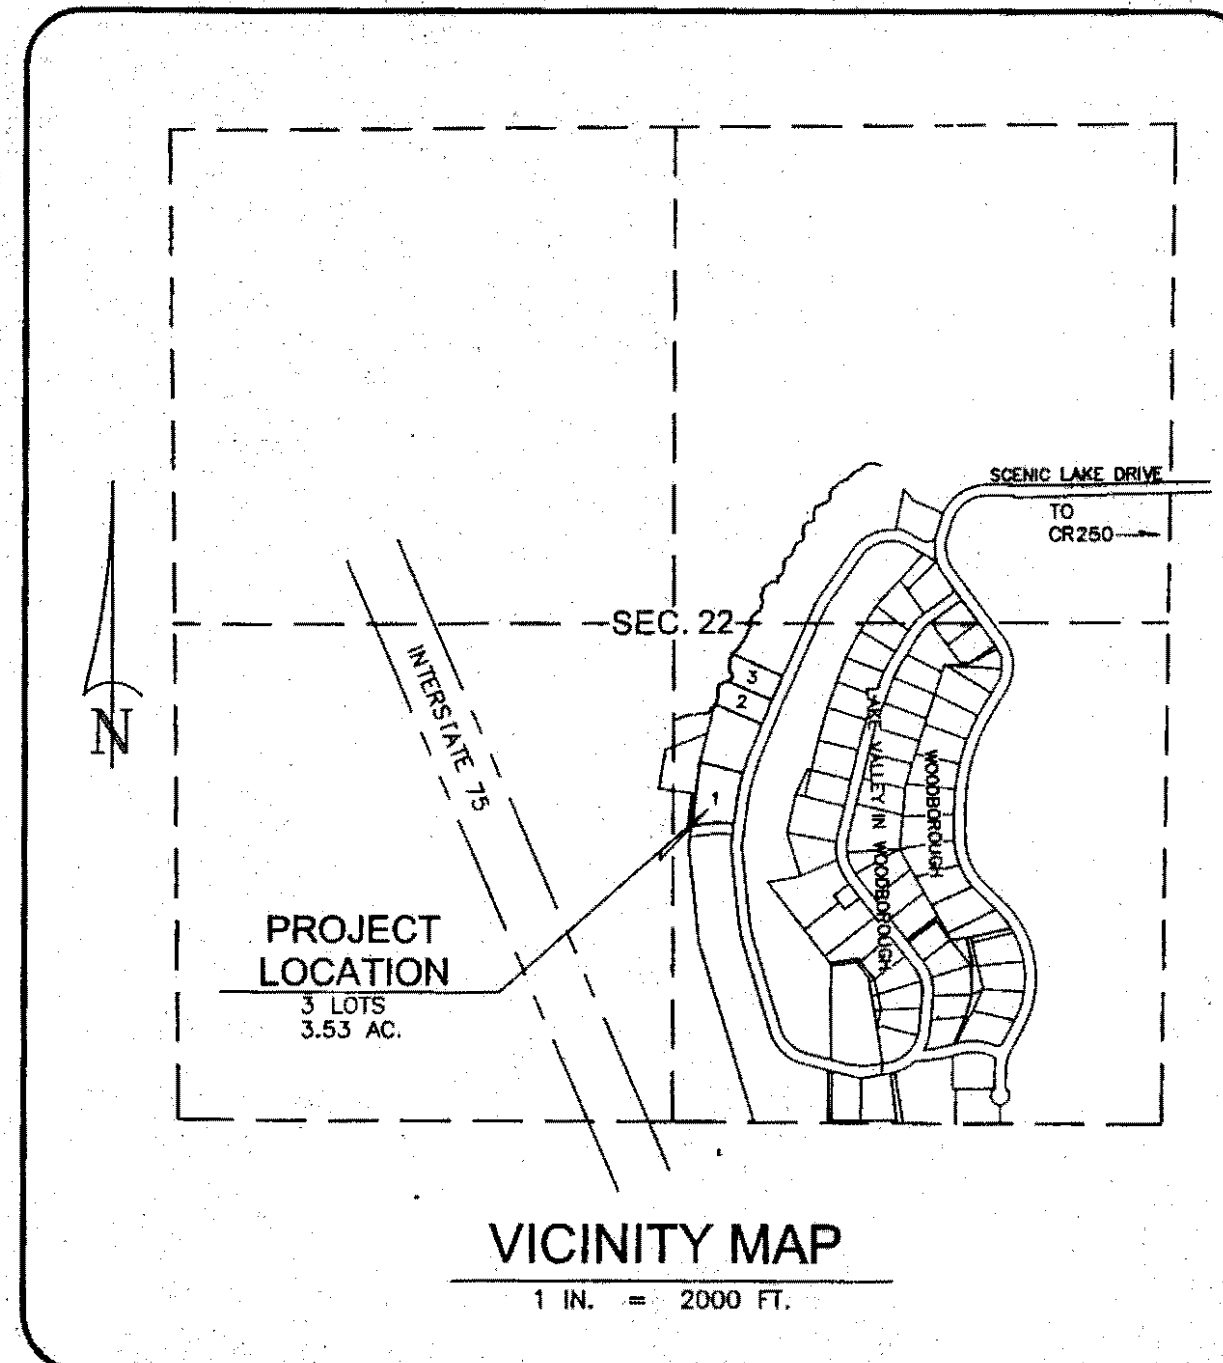 SCENIC LAKE DRIVE
TO
CR250
SEC. 22
INTERSTATE 75
3
2
1
LAKE VALLEY IN WOODBOROUGH
WOODBOROUGH
N
PROJECT
LOCATION
3 LOTS
3.53 AC.
VICINITY MAP
1 IN. = 2000 FT.